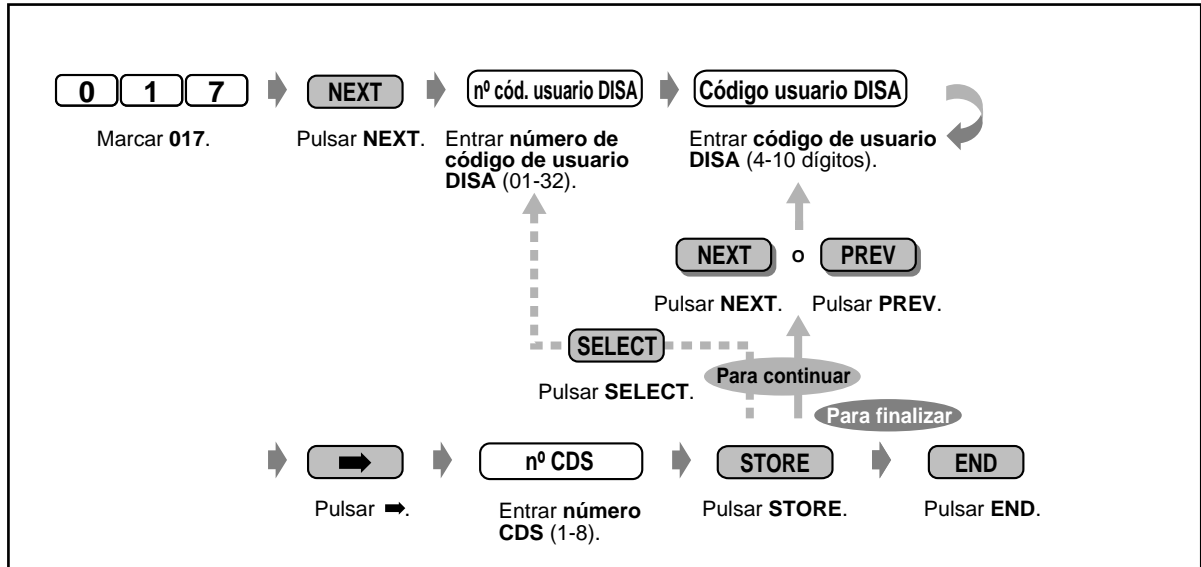 0 1 7 NEXT nº cód. usuario DISA Código usuario DISA
Marcar 017. Pulsar NEXT. Entrar número de
código de usuario
DISA (01-32).
Entrar código de usuario
DISA (4-10 dígitos).
NEXT o PREV
Pulsar NEXT. Pulsar PREV.
SELECT
Pulsar SELECT.
Para continuar
Para finalizar
➡ nº CDS STORE END
Pulsar ➡. Entrar número
CDS (1-8).
Pulsar STORE. Pulsar END.